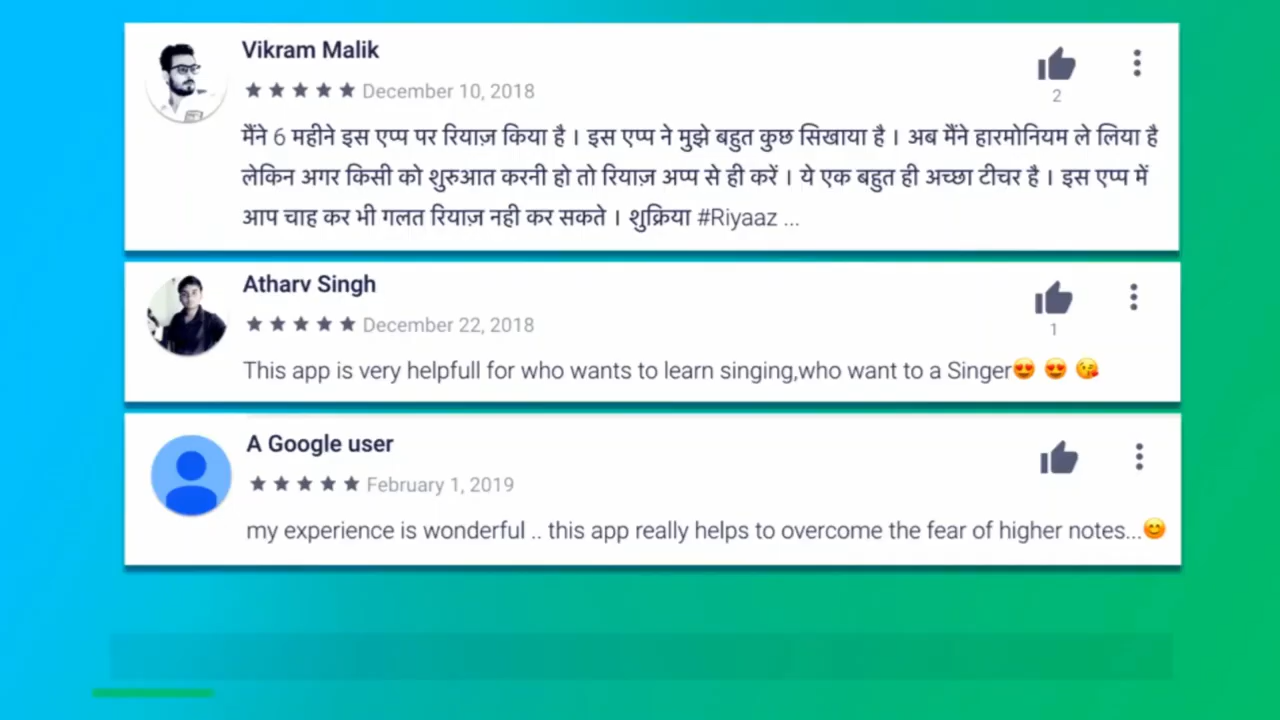 Vikram Malik
December 10, 2018
2
मैंने 6 महीने इस एप्प पर रियाज़ किया है । इस एप्प ने मुझे बहुत कुछ सिखाया है । अब मैंने हारमोनियम ले लिया है
लेकिन अगर किसी को शुरुआत करनी हो तो रियाज़ अप्प से ही करें । ये एक बहुत ही अच्छा टीचर है । इस एप्प में
आप चाह कर भी गलत रियाज़ नही कर सकते । शुक्रिया #Riyaaz ...
Atharv Singh
December 22, 2018
1
This app is very helpfull for who wants to learn singing,who want to a Singer😍 😍 😘
A Google user
February 1, 2019
my experience is wonderful .. this app really helps to overcome the fear of higher notes...😊